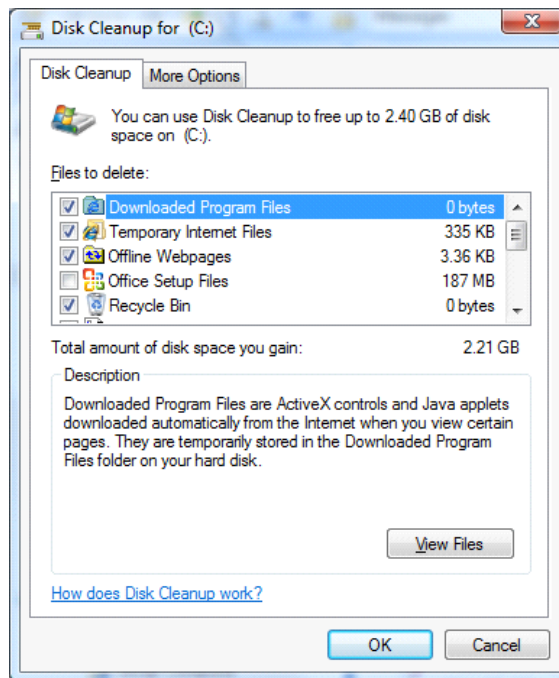 Disk Cleanup for (C:)
Disk Cleanup
More Options
You can use Disk Cleanup to free up to 2.40 GB of disk
space on (C:).
Files to delete:
Downloaded Program Files 0 bytes
Temporary Internet Files 335 KB
Offline Webpages 3.36 KB
Office Setup Files 187 MB
Recycle Bin 0 bytes
Total amount of disk space you gain: 2.21 GB
Description
Downloaded Program Files are ActiveX controls and Java applets
downloaded automatically from the Internet when you view certain
pages. They are temporarily stored in the Downloaded Program
Files folder on your hard disk.
View Files
How does Disk Cleanup work?
OK Cancel